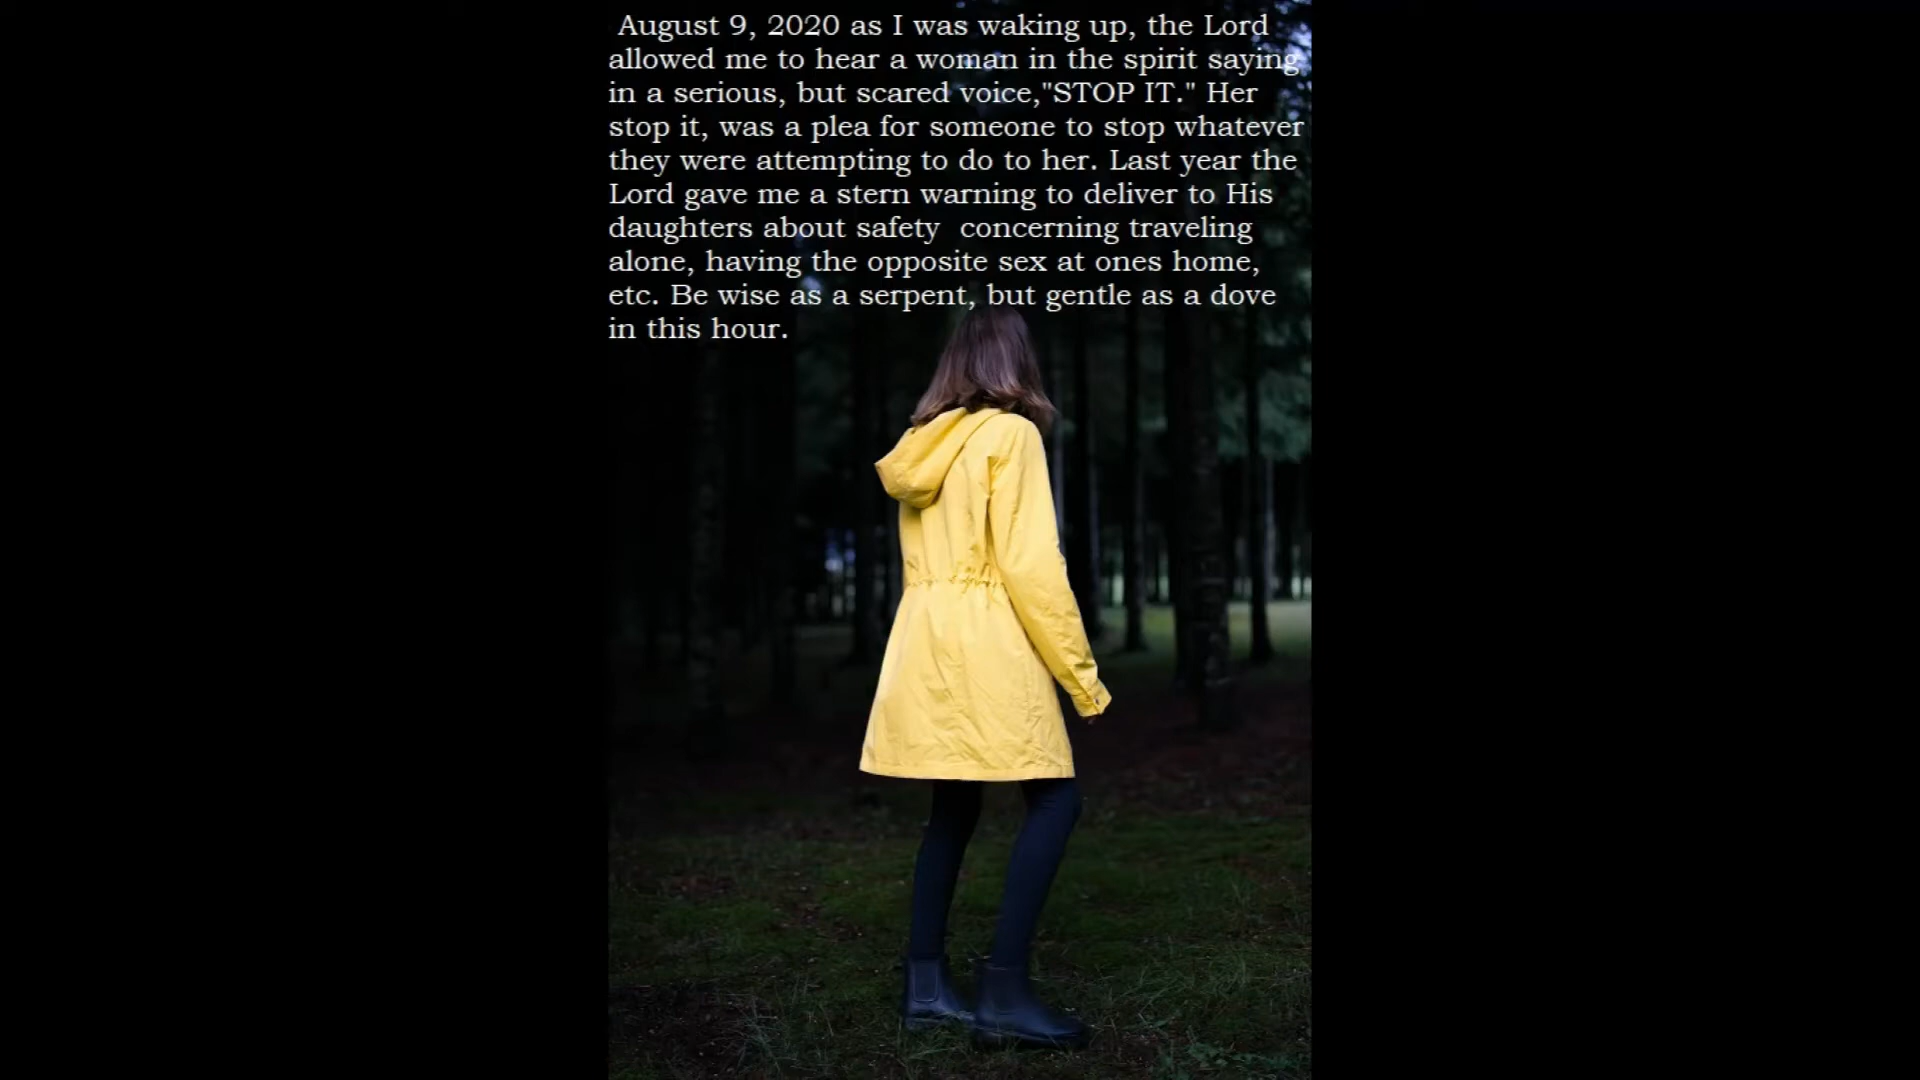 August 9, 2020 as I was waking up, the Lord
allowed me to hear a woman in the spirit saying
in a serious, but scared voice,"STOP IT." Her
stop it, was a plea for someone to stop whatever
they were attempting to do to her. Last year the
Lord gave me a stern warning to deliver to His
daughters about safety  concerning traveling
alone, having the opposite sex at ones home,
etc. Be wise as a serpent, but gentle as a dove
in this hour.